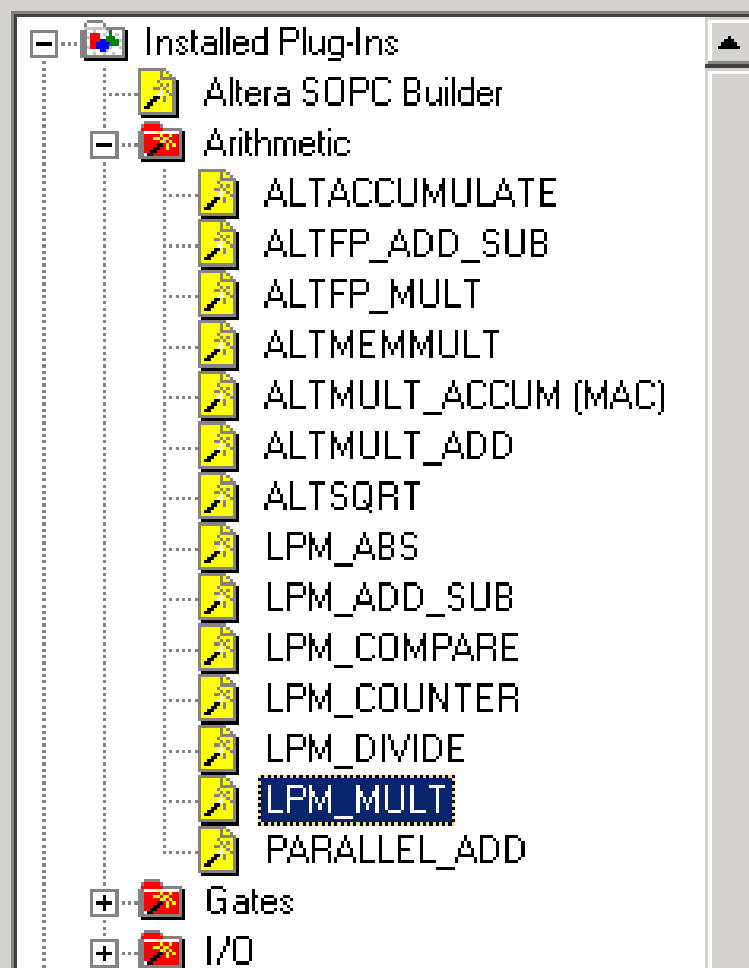 Installed Plug-Ins
Altera SOPC Builder
Arithmetic
ALTACCUMULATE
ALTFP_ADD_SUB
ALTFP_MULT
ALTMEMMULT
ALTMULT_ACCUM (MAC)
ALTMULT_ADD
ALTSQRT
LPM_ABS
LPM_ADD_SUB
LPM_COMPARE
LPM_COUNTER
LPM_DIVIDE
LPM_MULT
PARALLEL_ADD
Gates
I/O